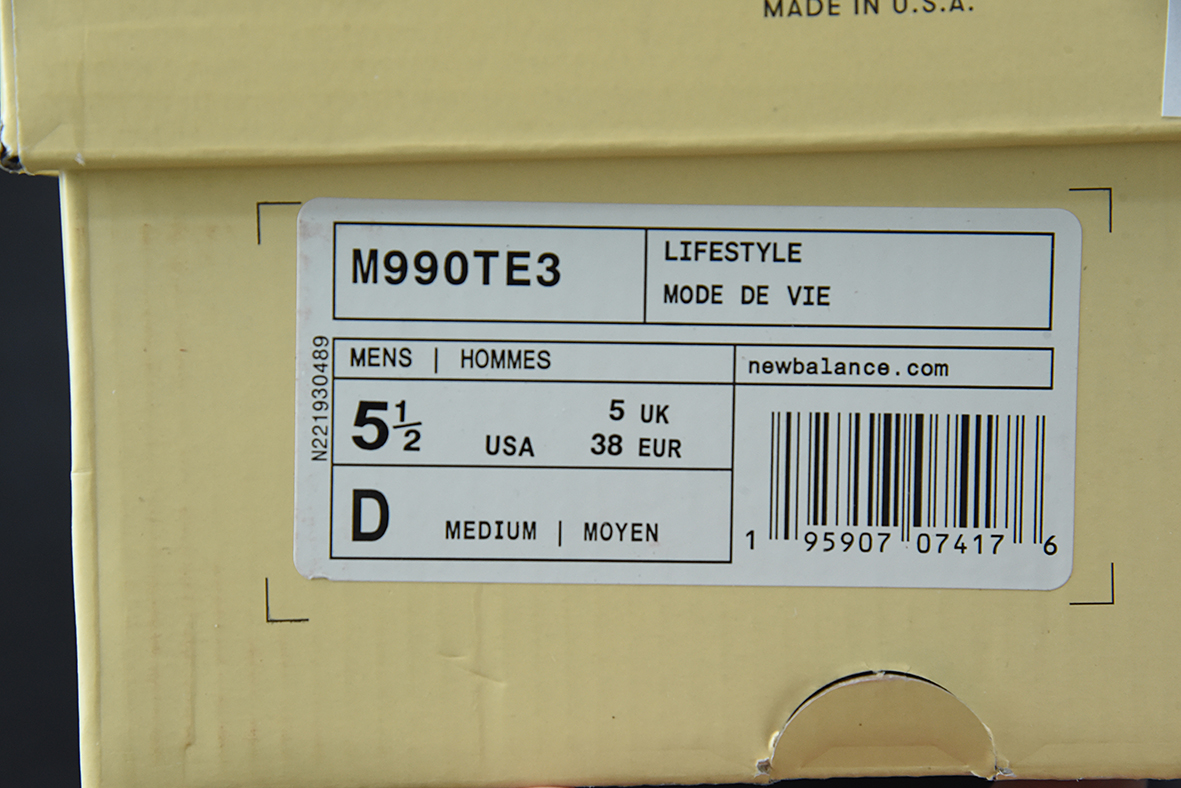 MADE IN U.S.A.
M990TE3
LIFESTYLE
MODE DE VIE
N221930489
MENS | HOMMES
newbalance.com
5½ USA
5 UK
38 EUR
D MEDIUM | MOYEN
1 95907 07417 6